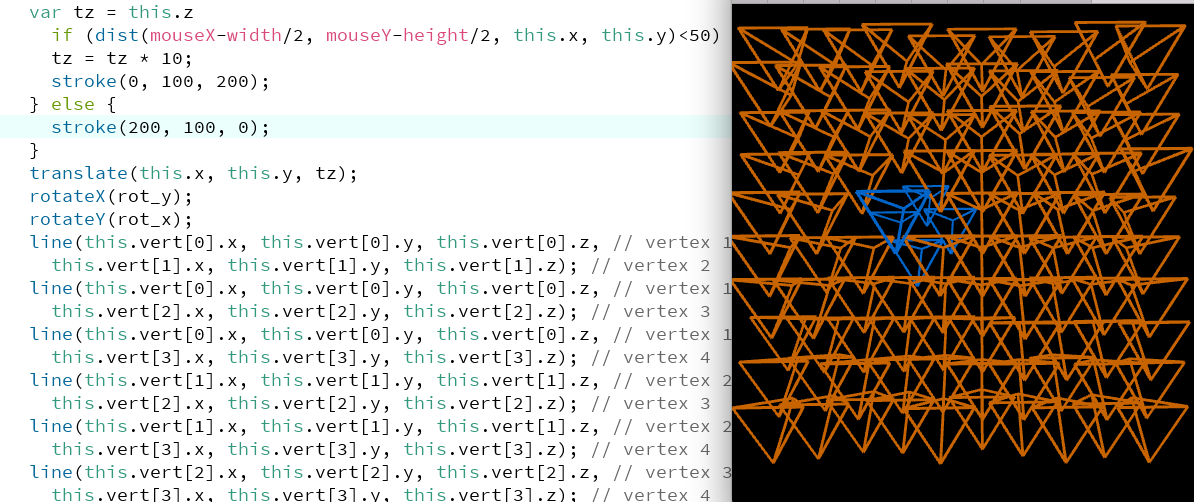 var tz = this.z
if (dist(mouseX-width/2, mouseY-height/2, this.x, this.y)<50)
tz = tz * 10;
stroke(0, 100, 200);
} else {
stroke(200, 100, 0);
}
translate(this.x, this.y, tz);
rotateX(rot_y);
rotateY(rot_x);
line(this.vert[0].x, this.vert[0].y, this.vert[0].z, // vertex 1
this.vert[1].x, this.vert[1].y, this.vert[1].z); // vertex 2
line(this.vert[0].x, this.vert[0].y, this.vert[0].z, // vertex 1
this.vert[2].x, this.vert[2].y, this.vert[2].z); // vertex 3
line(this.vert[0].x, this.vert[0].y, this.vert[0].z, // vertex 1
this.vert[3].x, this.vert[3].y, this.vert[3].z); // vertex 4
line(this.vert[1].x, this.vert[1].y, this.vert[1].z, // vertex 2
this.vert[2].x, this.vert[2].y, this.vert[2].z); // vertex 3
line(this.vert[1].x, this.vert[1].y, this.vert[1].z, // vertex 2
this.vert[3].x, this.vert[3].y, this.vert[3].z); // vertex 4
line(this.vert[2].x, this.vert[2].y, this.vert[2].z, // vertex 3
this.vert[3].x, this.vert[3].y, this.vert[3].z); // vertex 4